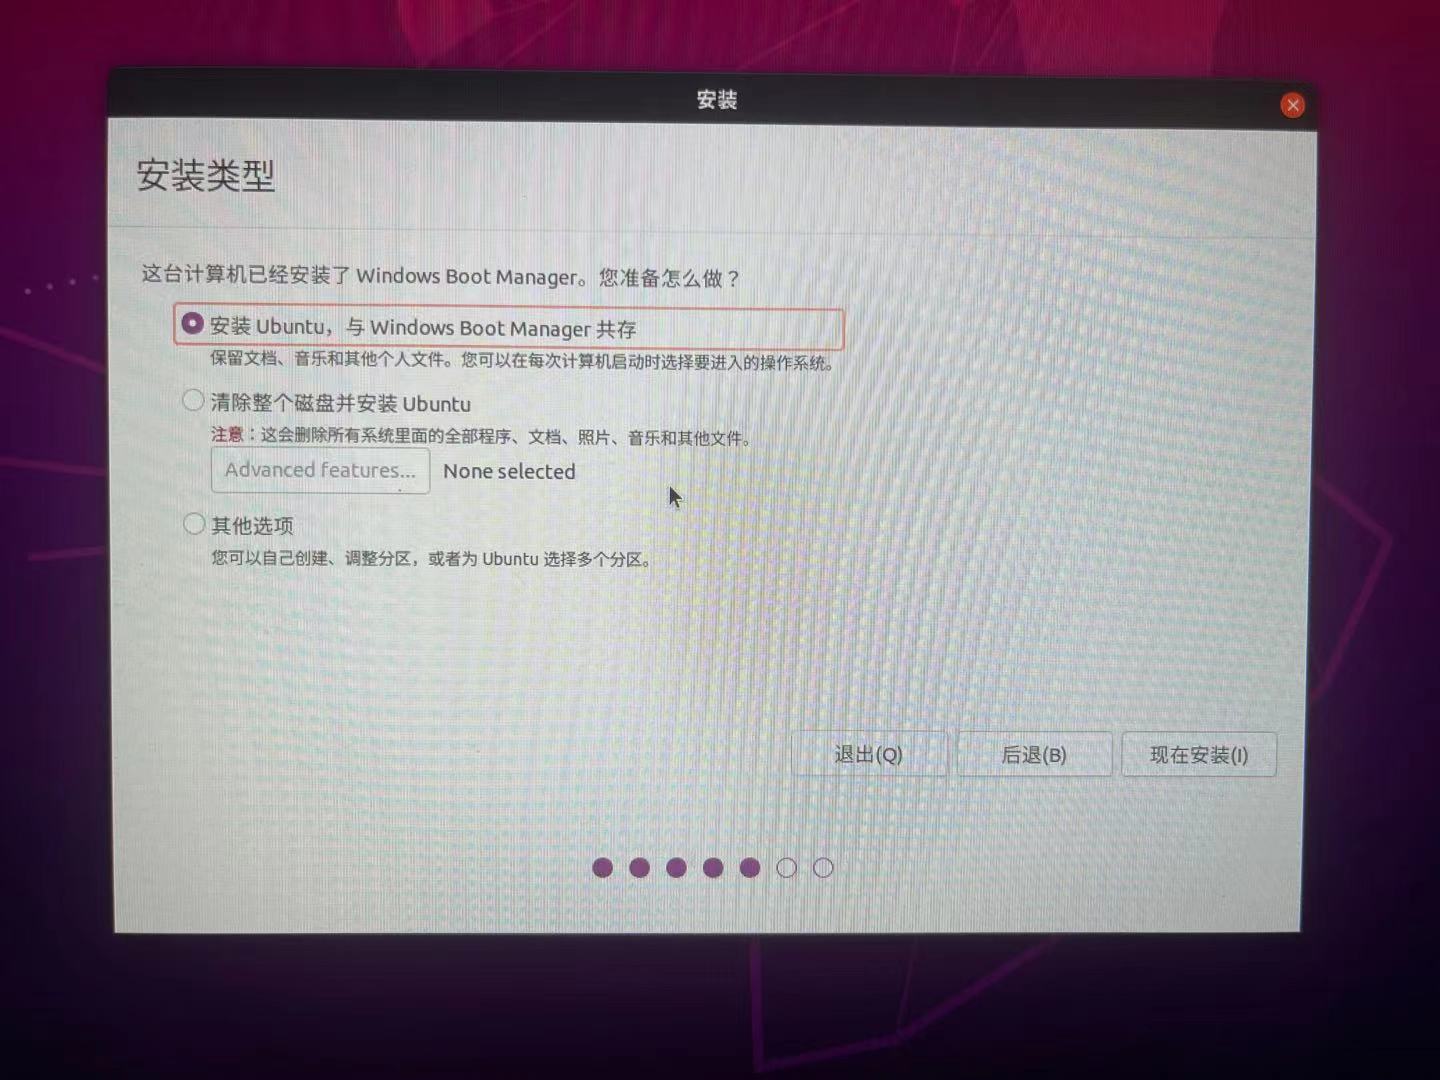 安装
安装类型
这台计算机已经安装了 Windows Boot Manager。您准备怎么做？
安装 Ubuntu，与 Windows Boot Manager 共存
保留文档、音乐和其他个人文件。您可以在每次计算机启动时选择要进入的操作系统。
清除整个磁盘并安装 Ubuntu
注意：这会删除所有系统里面的全部程序、文档、照片、音乐和其他文件。
Advanced features... None selected
其他选项
您可以自己创建、调整分区，或者为 Ubuntu 选择多个分区。
退出(Q) 后退(B) 现在安装(I)